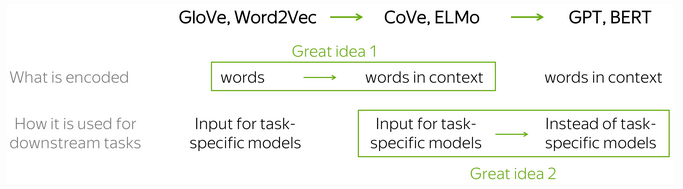 GloVe, Word2Vec CoVe, ELMo GPT, BERT
Great idea 1
What is encoded words words in context words in context
How it is used for Input for task- Input for task- Instead of task-
downstream tasks specific models specific models specific models
Great idea 2